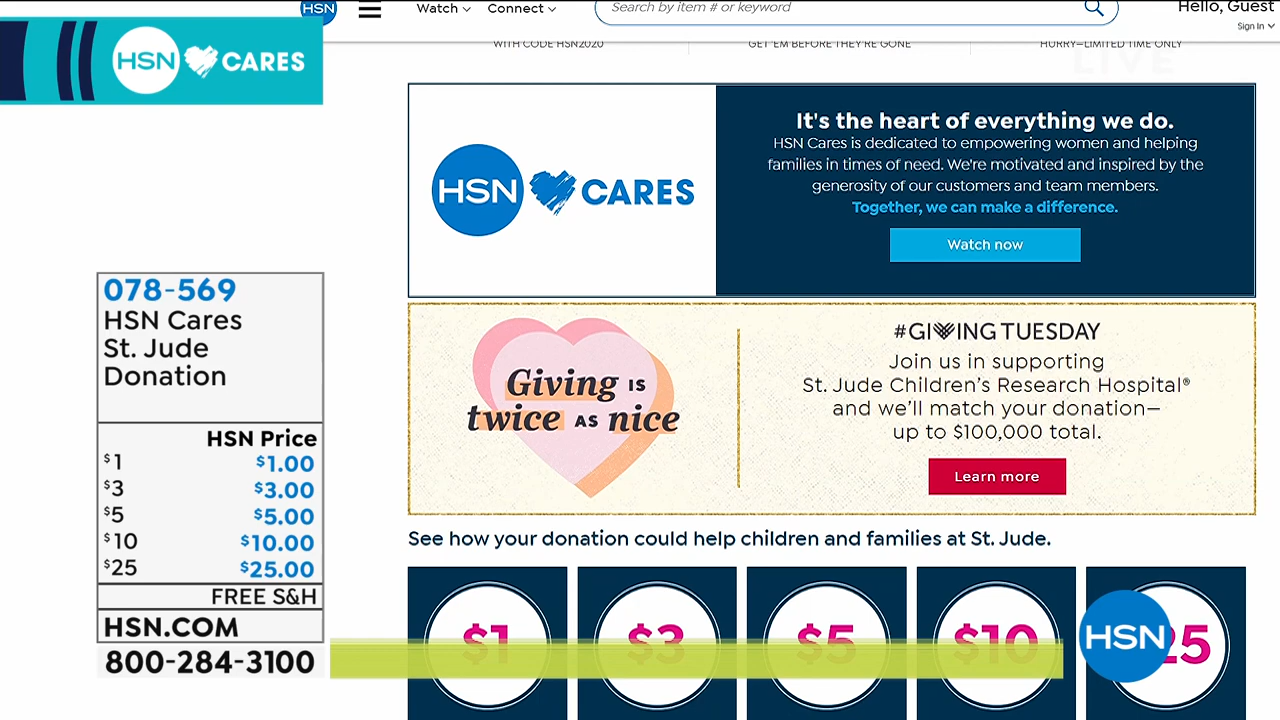 HSN
Watch
Connect
Search by item # or keyword
Hello, Guest
Sign In
WITH CODE HSN2020
GET 'EM BEFORE THEY'RE GONE
HURRY—LIMITED TIME ONLY
LIVE
HSN CARES
HSN CARES
It's the heart of everything we do.
HSN Cares is dedicated to empowering women and helping
families in times of need. We're motivated and inspired by the
generosity of our customers and team members.
Together, we can make a difference.
Watch now
078-569
HSN Cares
St. Jude
Donation
HSN Price
$1 $1.00
$3 $3.00
$5 $5.00
$10 $10.00
$25 $25.00
FREE S&H
HSN.COM
800-284-3100
Giving IS
twice AS nice
#GIVING TUESDAY
Join us in supporting
St. Jude Children's Research Hospital®
and we'll match your donation—
up to $100,000 total.
Learn more
See how your donation could help children and families at St. Jude.
$1 $3 $5 $10 25
HSN